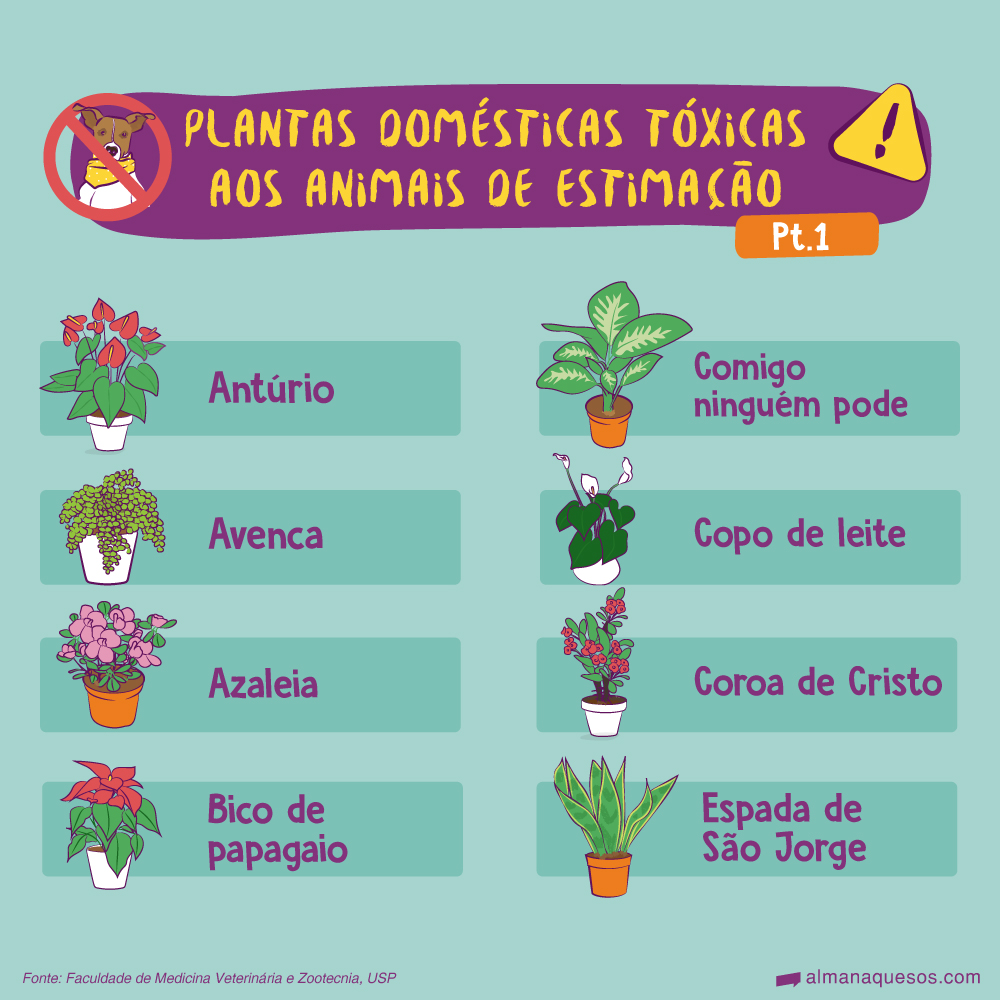 PLANTAS DOMÉSTICAS TÓXICAS
AOS ANIMAIS DE ESTIMAÇÃO
Pt.1
Antúrio
Comigo
ninguém pode
Avenca
Copo de leite
Azaleia
Coroa de Cristo
Bico de
papagaio
Espada de
São Jorge
Fonte: Faculdade de Medicina Veterinária e Zootecnia, USP
almanaquesos.com